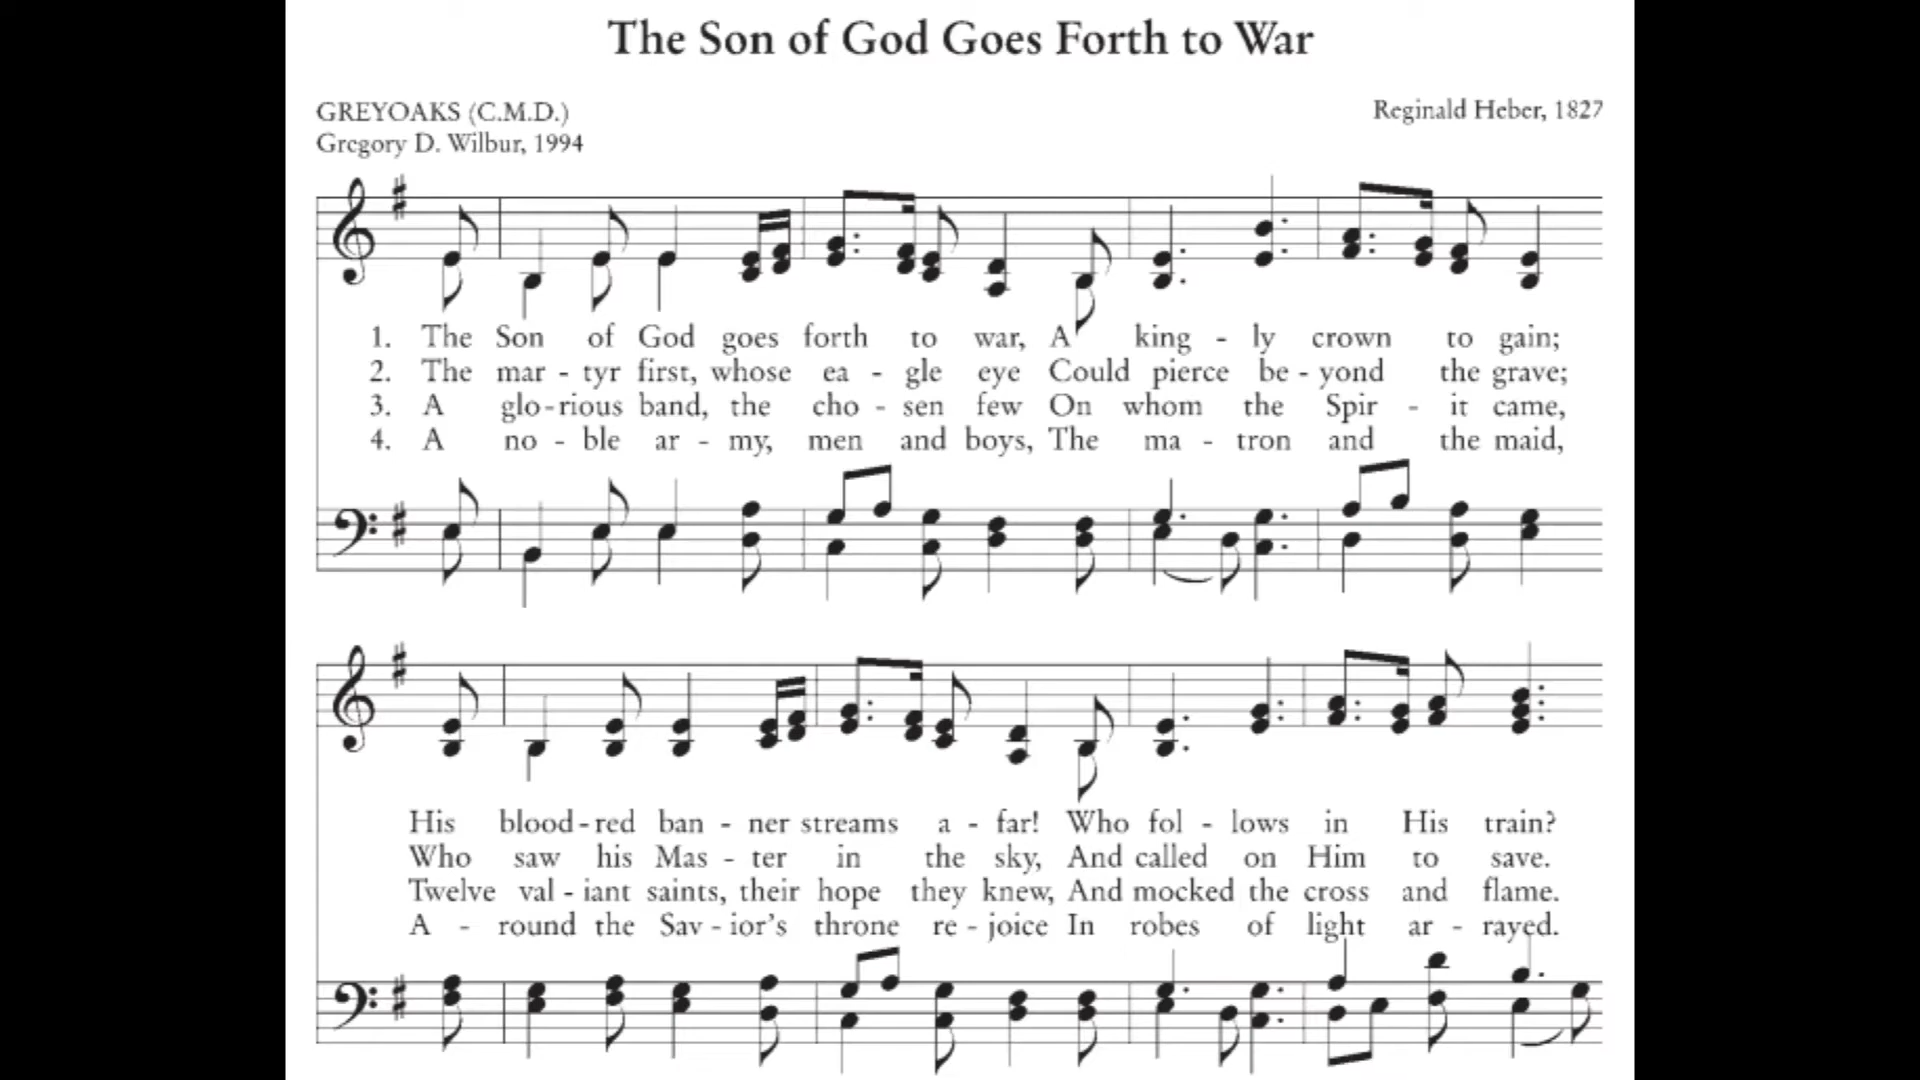 The Son of God Goes Forth to War
GREYOAKS (C.M.D.)
Gregory D. Wilbur, 1994
Reginald Heber, 1827
1. The Son of God goes forth to war, A king - ly crown to gain;
2. The mar - tyr first, whose ea - gle eye Could pierce be - yond the grave;
3. A glo - rious band, the cho - sen few On whom the Spir - it came,
4. A no - ble ar - my, men and boys, The ma - tron and the maid,
His blood - red ban - ner streams a - far! Who fol - lows in His train?
Who saw his Mas - ter in the sky, And called on Him to save.
Twelve val - iant saints, their hope they knew, And mocked the cross and flame.
A - round the Sav - ior's throne re - joice In robes of light ar - rayed.